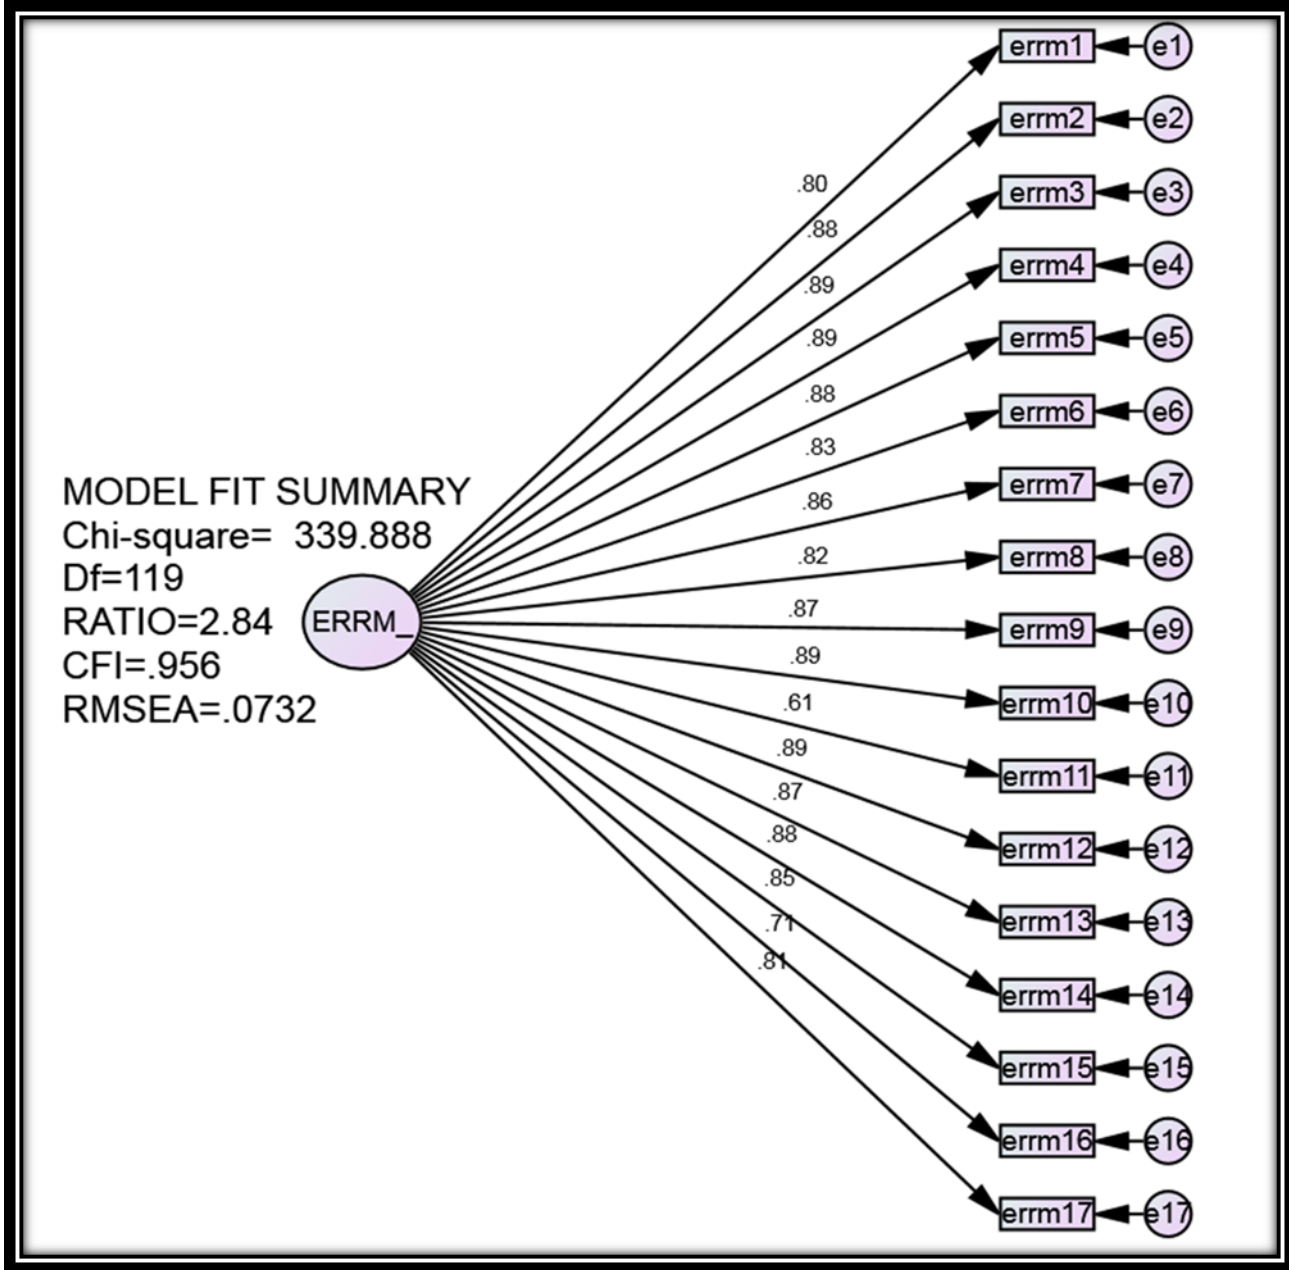 errm1 e1
errm2 e2
.80
errm3 e3
.88
errm4 e4
.89
errm5 e5
.89
.88
errm6 e6
.83
errm7 e7
MODEL FIT SUMMARY
.86
Chi-square= 339.888
.82
errm8 e8
Df=119
.87
RATIO=2.84
ERRM_
errm9 e9
.89
CFI=.956
.61
errm10 e10
RMSEA=.0732
.89
errm11 e11
.87
.88
errm12 e12
.85
.71
errm13 e13
.81
errm14 e14
errm15 e15
errm16 e16
errm17 e17